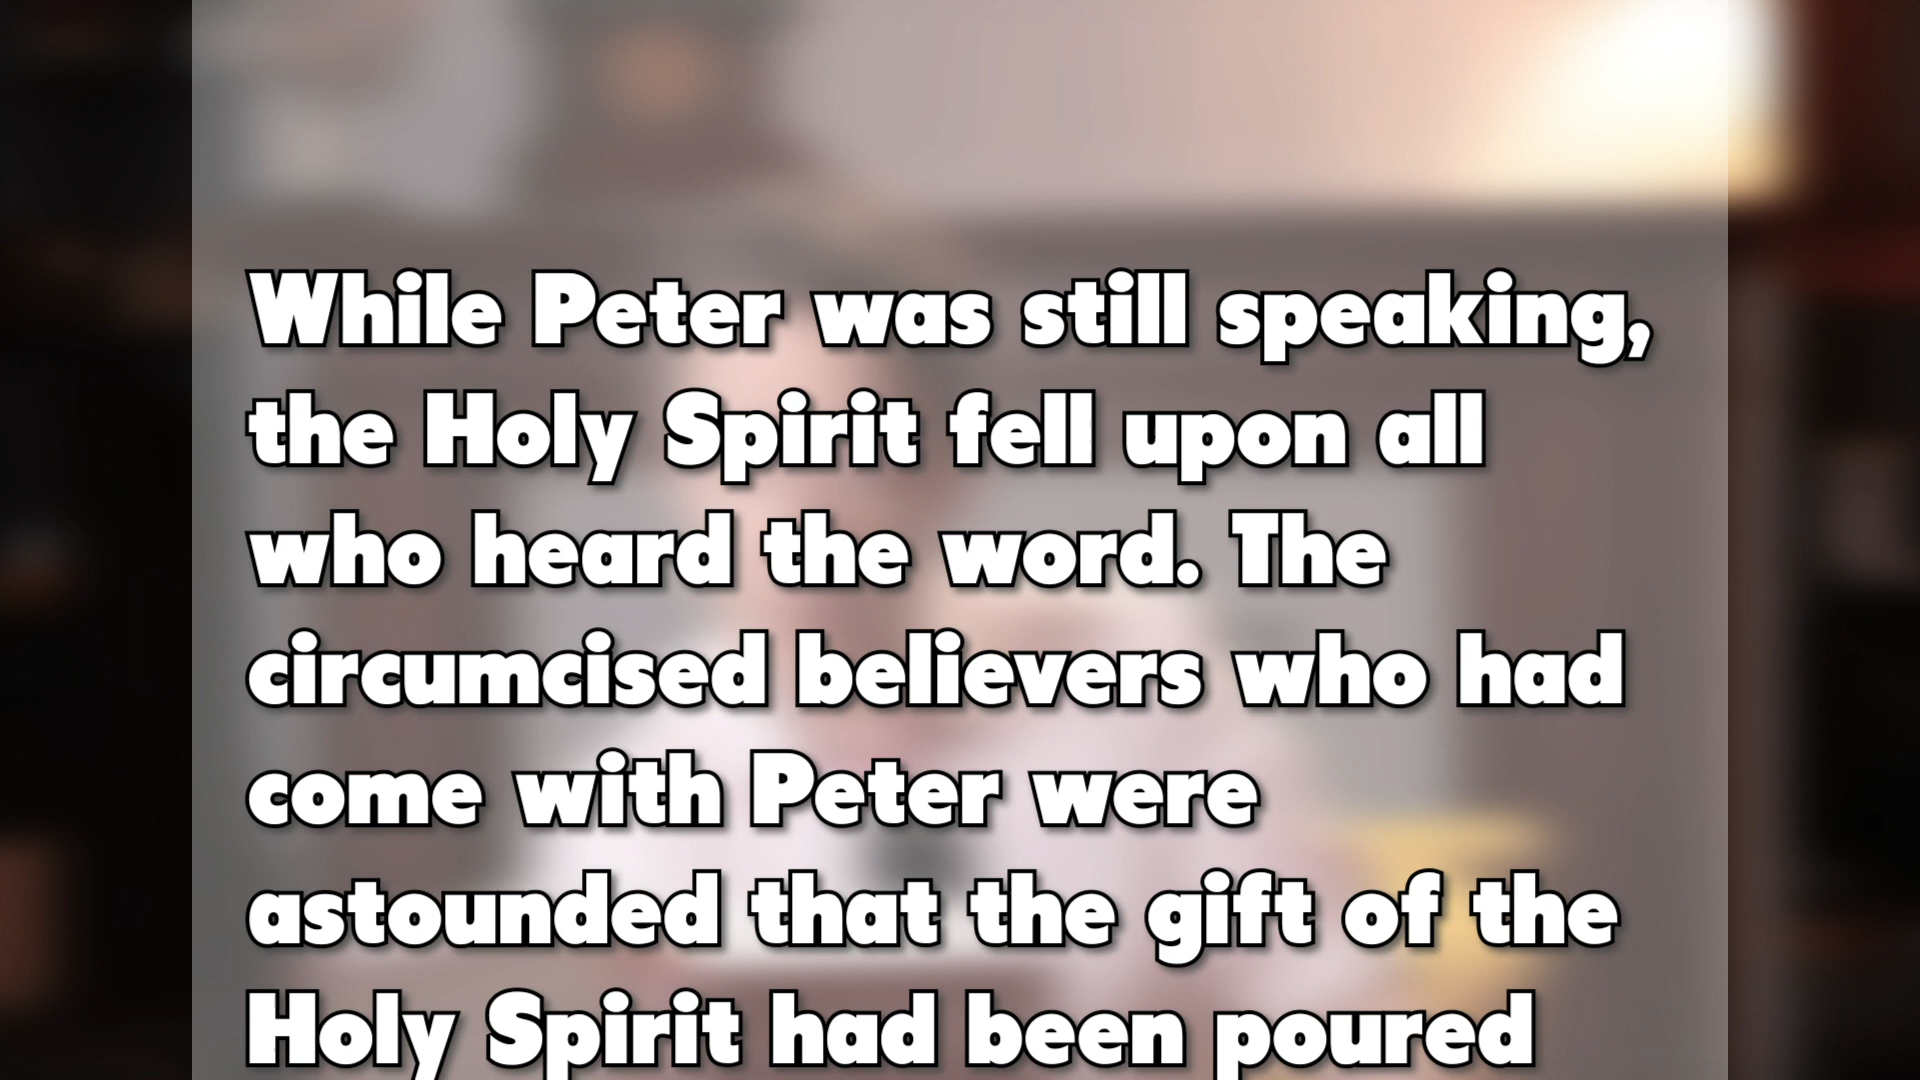 While Peter was still speaking,
the Holy Spirit fell upon all
who heard the word. The
circumcised believers who had
come with Peter were
astounded that the gift of the
Holy Spirit had been poured